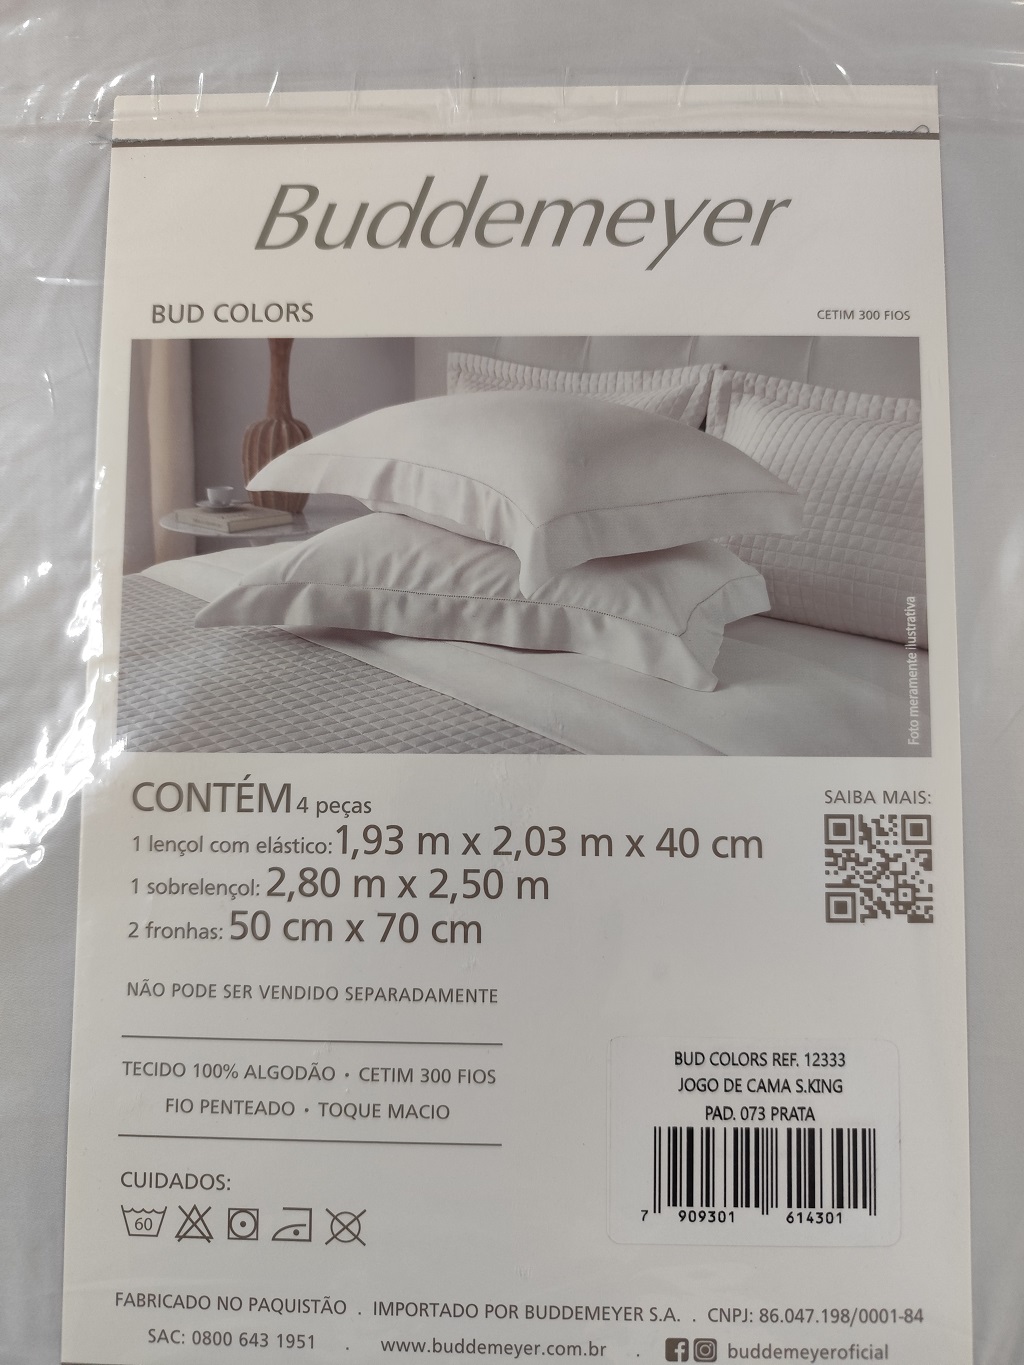 Buddemeyer
BUD COLORS
CETIM 300 FIOS
Foto meramente ilustrativa
CONTÉM 4 peças
1 lençol com elástico: 1,93 m x 2,03 m x 40 cm
1 sobrelençol: 2,80 m x 2,50 m
2 fronhas: 50 cm x 70 cm
SAIBA MAIS:
NÃO PODE SER VENDIDO SEPARADAMENTE
TECIDO 100% ALGODÃO · CETIM 300 FIOS
FIO PENTEADO · TOQUE MACIO
CUIDADOS:
60
BUD COLORS REF. 12333
JOGO DE CAMA S.KING
PAD. 073 PRATA
7 909301 614301
FABRICADO NO PAQUISTÃO . IMPORTADO POR BUDDEMEYER S.A. . CNPJ: 86.047.198/0001-84
SAC: 0800 643 1951 . www.buddemeyer.com.br . buddemeyeroficial